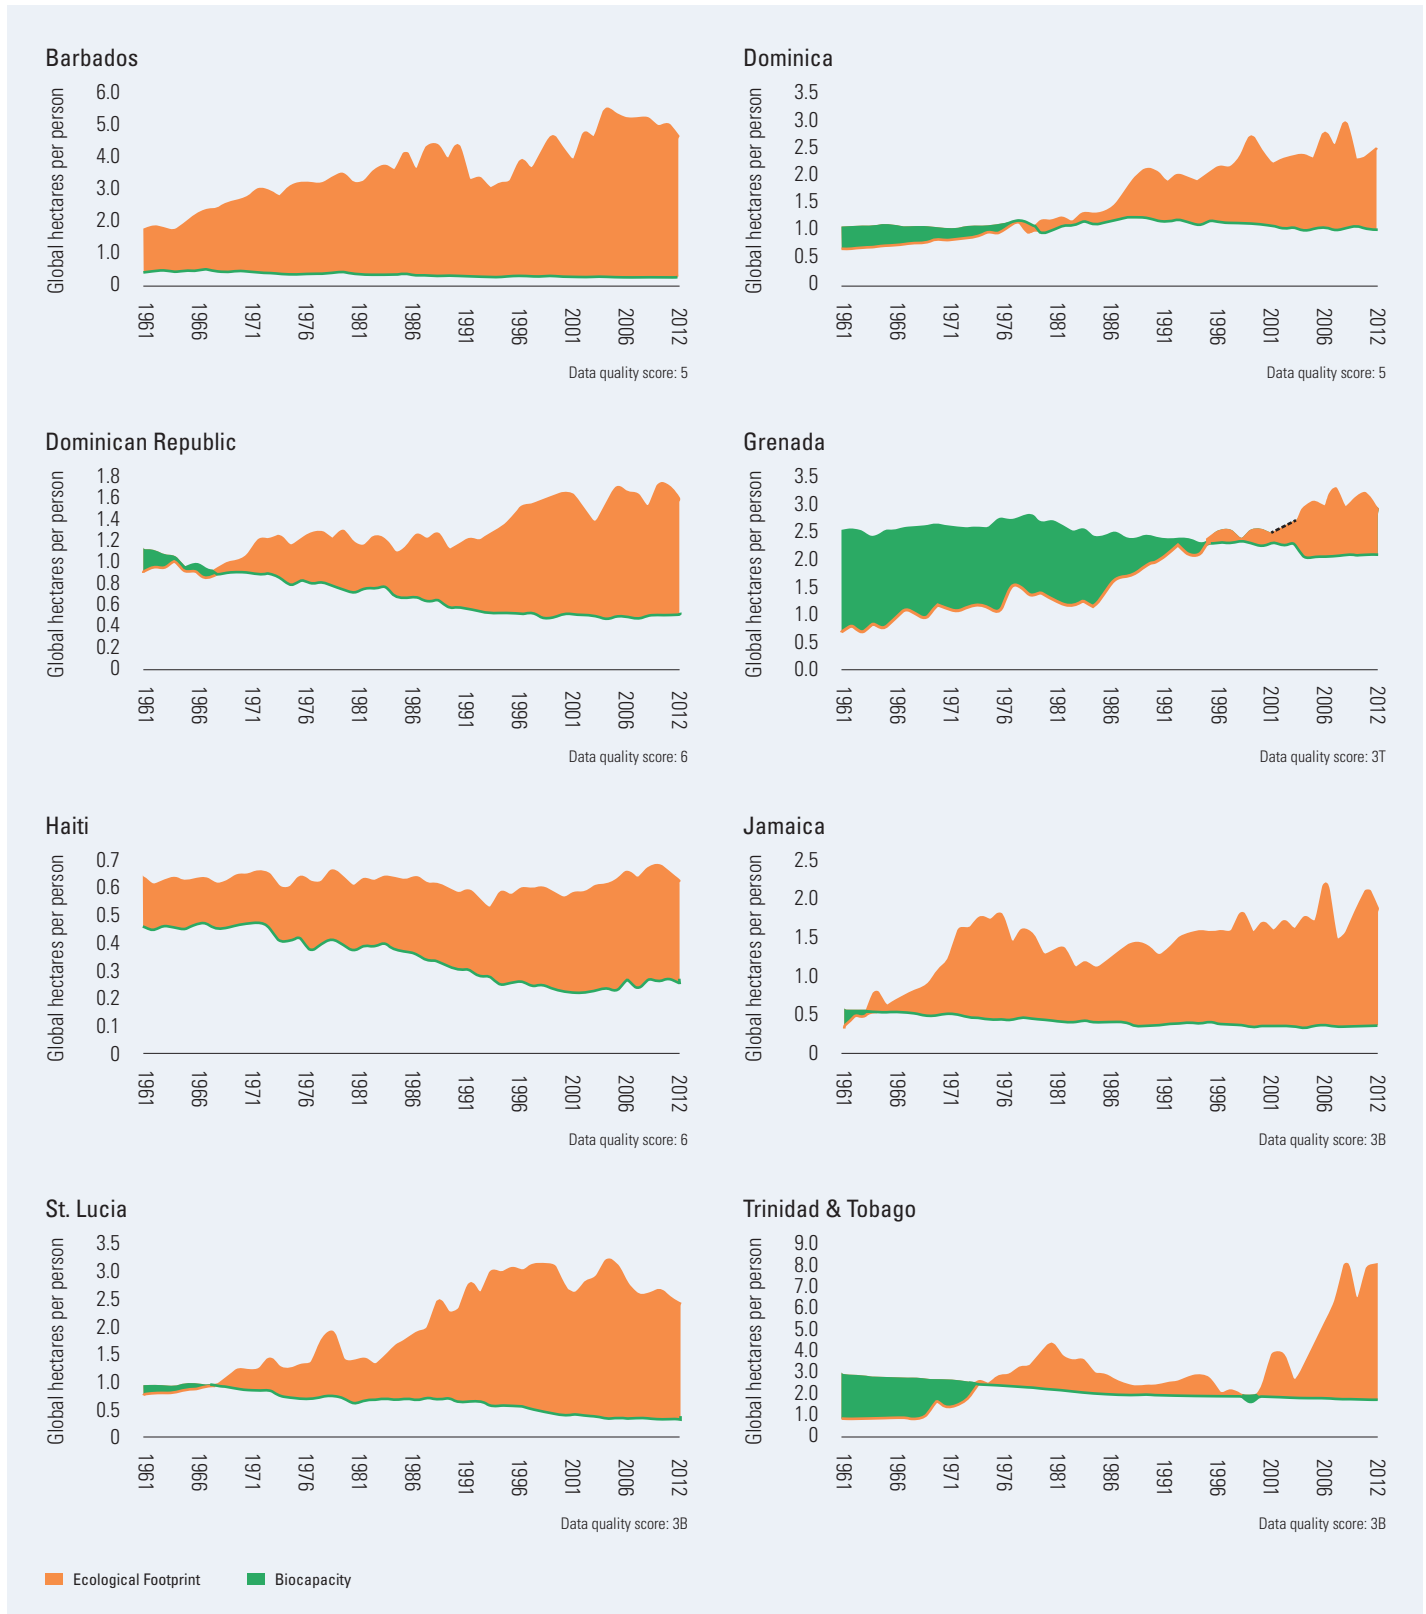 Barbados
Global hectares per person
6.0
5.0
4.0
3.0
2.0
1.0
0
1961 1966 1971 1976 1981 1986 1991 1996 2001 2006 2012
Data quality score: 5
Dominica
Global hectares per person
3.5
3.0
2.5
2.0
1.5
1.0
0.5
0
1961 1966 1971 1976 1981 1986 1991 1996 2001 2006 2012
Data quality score: 5
Dominican Republic
Global hectares per person
1.8
1.6
1.4
1.2
1.0
0.8
0.6
0.4
0.2
0
1961 1966 1971 1976 1981 1986 1991 1996 2001 2006 2012
Data quality score: 6
Grenada
Global hectares per person
3.5
3.0
2.5
2.0
1.5
1.0
0.5
0.0
1961 1966 1971 1976 1981 1986 1991 1996 2001 2006 2012
Data quality score: 3T
Haiti
Global hectares per person
0.7
0.6
0.5
0.4
0.3
0.2
0.1
0
1961 1966 1971 1976 1981 1986 1991 1996 2001 2006 2012
Data quality score: 6
Jamaica
Global hectares per person
2.5
2.0
1.5
1.0
0.5
0
1961 1966 1971 1976 1981 1986 1991 1996 2001 2006 2012
Data quality score: 3B
St. Lucia
Global hectares per person
3.5
3.0
2.5
2.0
1.5
1.0
0.5
0
1961 1966 1971 1976 1981 1986 1991 1996 2001 2006 2012
Data quality score: 3B
Trinidad & Tobago
Global hectares per person
9.0
8.0
7.0
6.0
5.0
4.0
3.0
2.0
1.0
0
1961 1966 1971 1976 1981 1986 1991 1996 2001 2006 2012
Data quality score: 3B
Ecological Footprint
Biocapacity